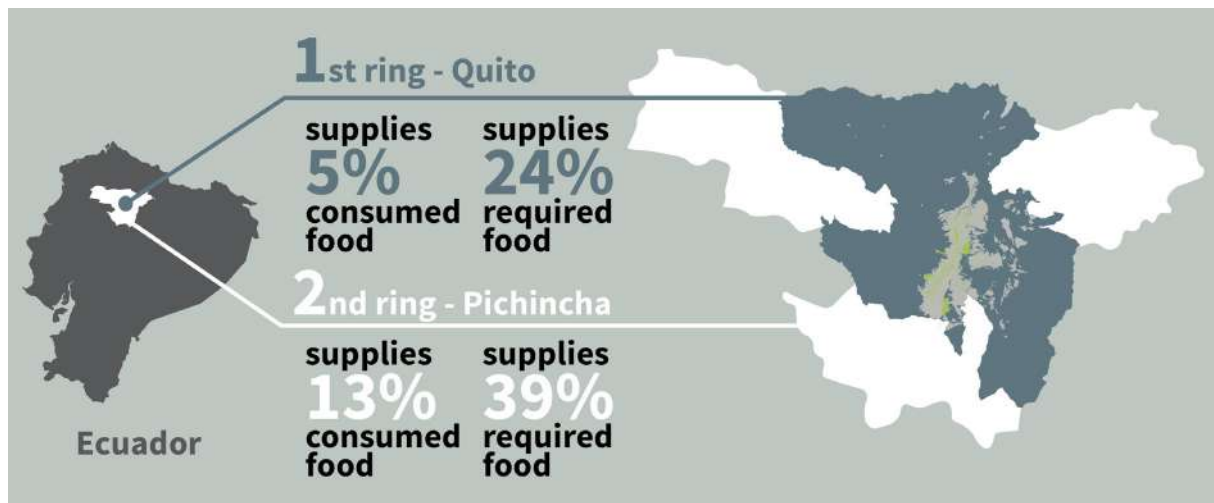 1st ring - Quito
supplies supplies
5% 24%
consumed required
food food
2nd ring - Pichincha
supplies supplies
13% 39%
consumed required
food food
Ecuador